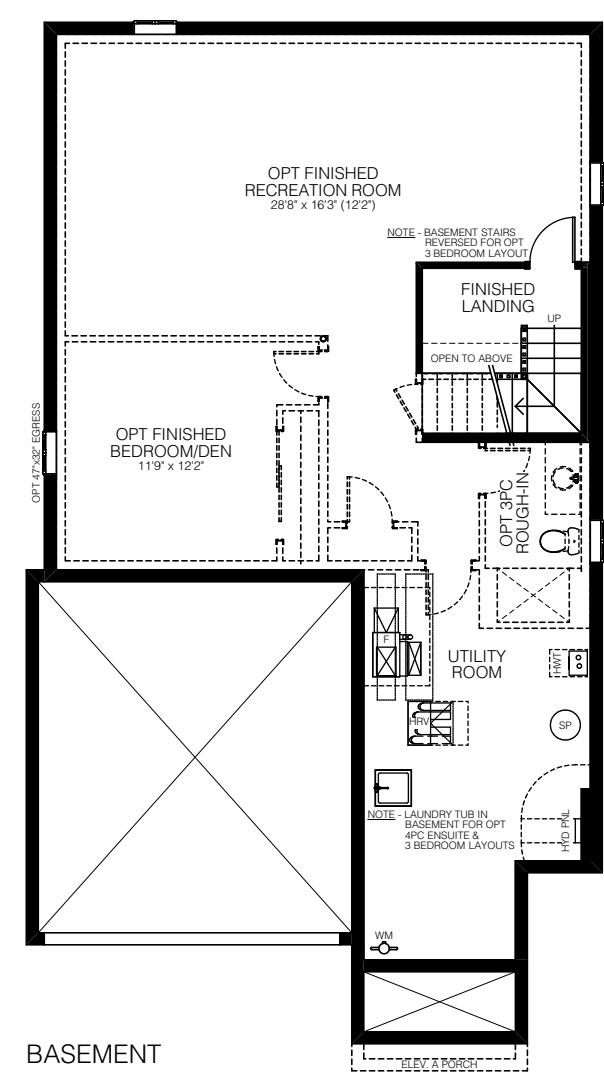 OPT FINISHED
RECREATION ROOM
28'8" x 16'3" (12'2")
NOTE - BASEMENT STAIRS
REVERSED FOR OPT
3 BEDROOM LAYOUT
FINISHED
LANDING
UP
OPEN TO ABOVE
OPT 47"x32" EGRESS
OPT FINISHED
BEDROOM/DEN
11'9" x 12'2"
OPT 3PC
ROUGH-IN
F
UTILITY
ROOM
HWT
HRV
SP
NOTE - LAUNDRY TUB IN
BASEMENT FOR OPT
4PC ENSUITE &
3 BEDROOM LAYOUTS
HYD PNL
WM
BASEMENT
ELEV. A PORCH